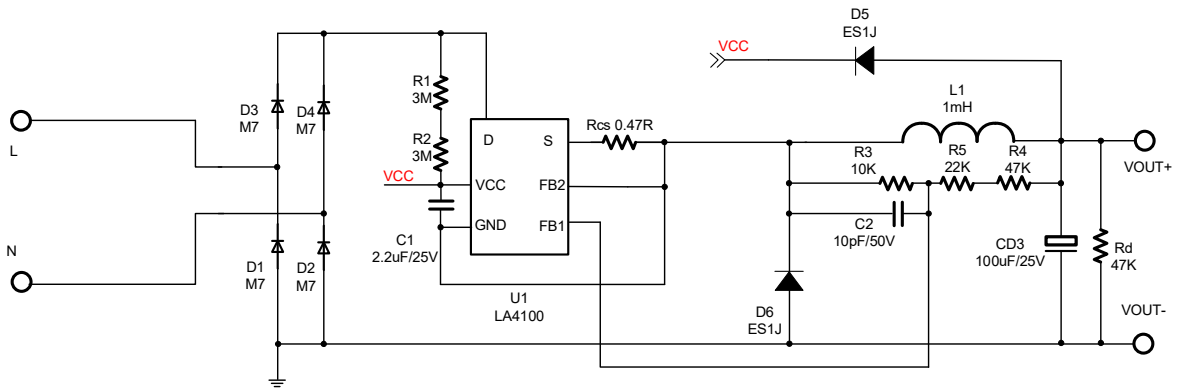 D5
ES1J
VCC
L1
1mH
R1
3M
D3
M7
D4
M7
L
R2
3M
D
S
Rcs 0.47R
R3
10K
R5
22K
R4
47K
VOUT+
VCC
VCC
FB2
GND
FB1
C1
2.2uF/25V
C2
10pF/50V
CD3
100uF/25V
Rd
47K
N
D1
M7
D2
M7
U1
LA4100
D6
ES1J
VOUT-